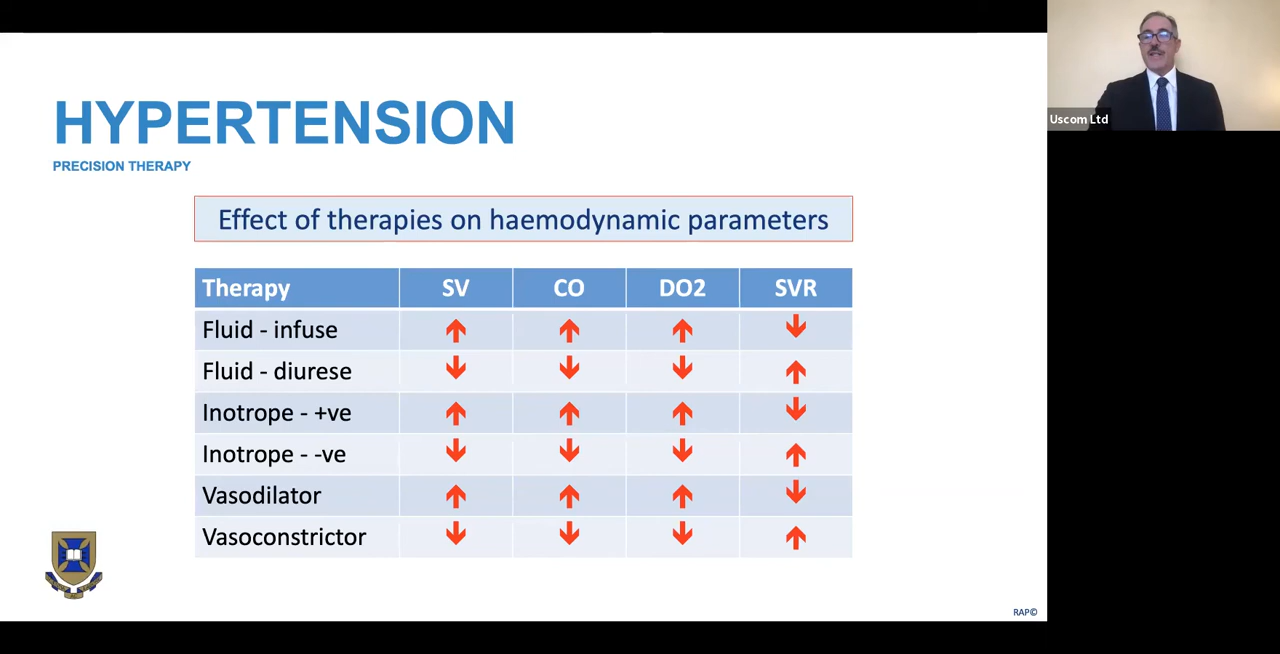 HYPERTENSION
PRECISION THERAPY
Effect of therapies on haemodynamic parameters
Therapy SV CO DO2 SVR
Fluid - infuse ↑ ↑ ↑ ↓
Fluid - diurese ↓ ↓ ↓ ↑
Inotrope - +ve ↑ ↑ ↑ ↓
Inotrope - -ve ↓ ↓ ↓ ↑
Vasodilator ↑ ↑ ↑ ↓
Vasoconstrictor ↓ ↓ ↓ ↑
RAP©
Uscom Ltd